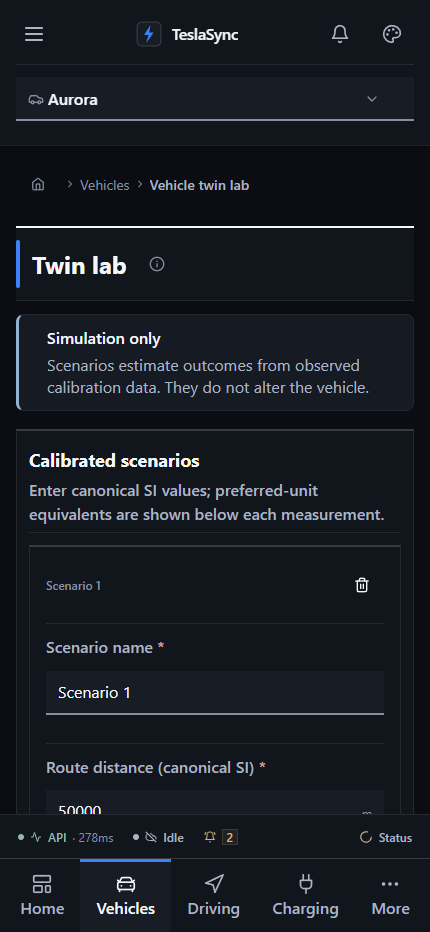 TeslaSync
Aurora
Vehicles
Vehicle twin lab
Twin lab
Simulation only
Scenarios estimate outcomes from observed
calibration data. They do not alter the vehicle.
Calibrated scenarios
Enter canonical SI values; preferred-unit
equivalents are shown below each measurement.
Scenario 1
Scenario name *
Scenario 1
Route distance (canonical SI) *
50000
m
API · 278ms
Idle
2
Status
Home
Vehicles
Driving
Charging
More